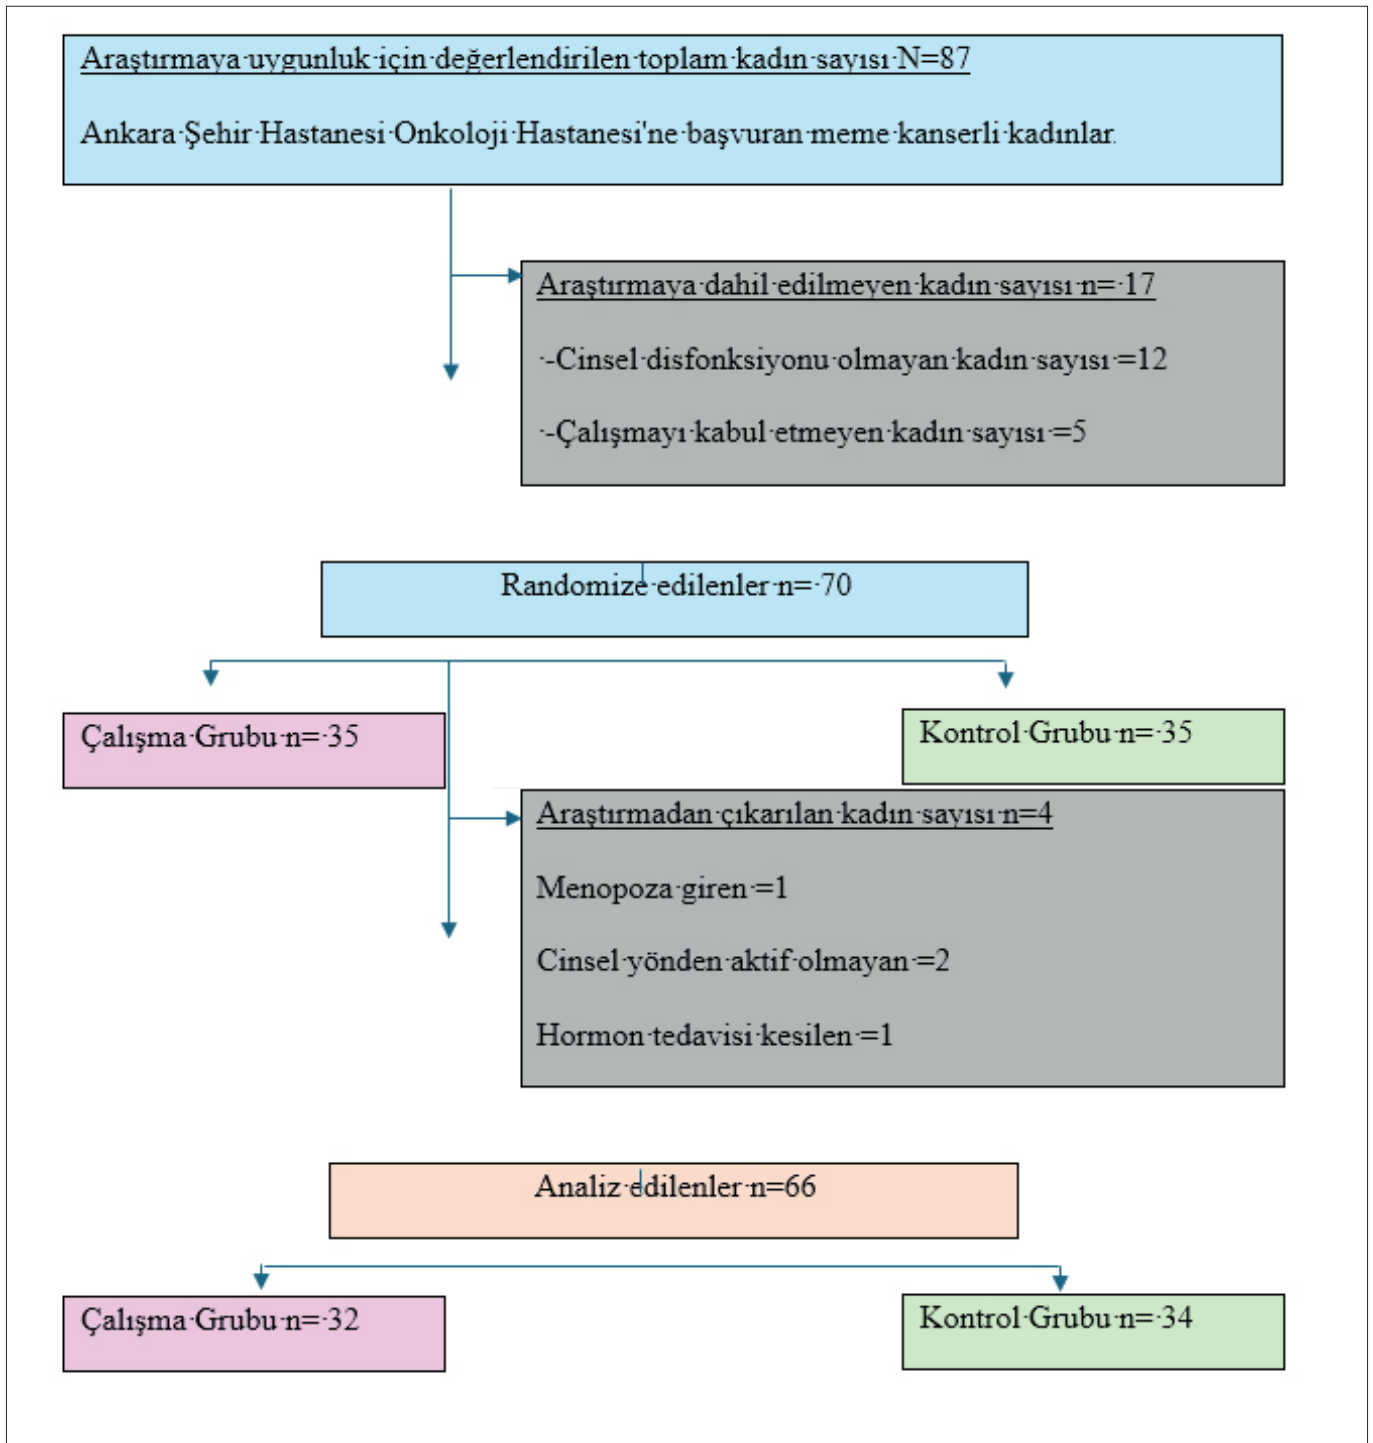 Araştırmaya·uygunluk·için·değerlendirilen·toplam·kadın·sayısı·N=87
Ankara·Şehir·Hastanesi·Onkoloji·Hastanesi'ne·başvuran·meme·kanserli·kadınlar.
Araştırmaya·dahil·edilmeyen·kadın·sayısı·n=·17
·-Cinsel·disfonksiyonu·olmayan·kadın·sayısı·=12
·-Çalışmayı·kabul·etmeyen·kadın·sayısı·=5
Randomize·edilenler·n=·70
Çalışma·Grubu·n=·35
Kontrol·Grubu·n=·35
Araştırmadan·çıkarılan·kadın·sayısı·n=4
Menopoza·giren·=1
Cinsel·yönden·aktif·olmayan·=2
Hormon·tedavisi·kesilen·=1
Analiz·edilenler·n=66
Çalışma·Grubu·n=·32
Kontrol·Grubu·n=·34